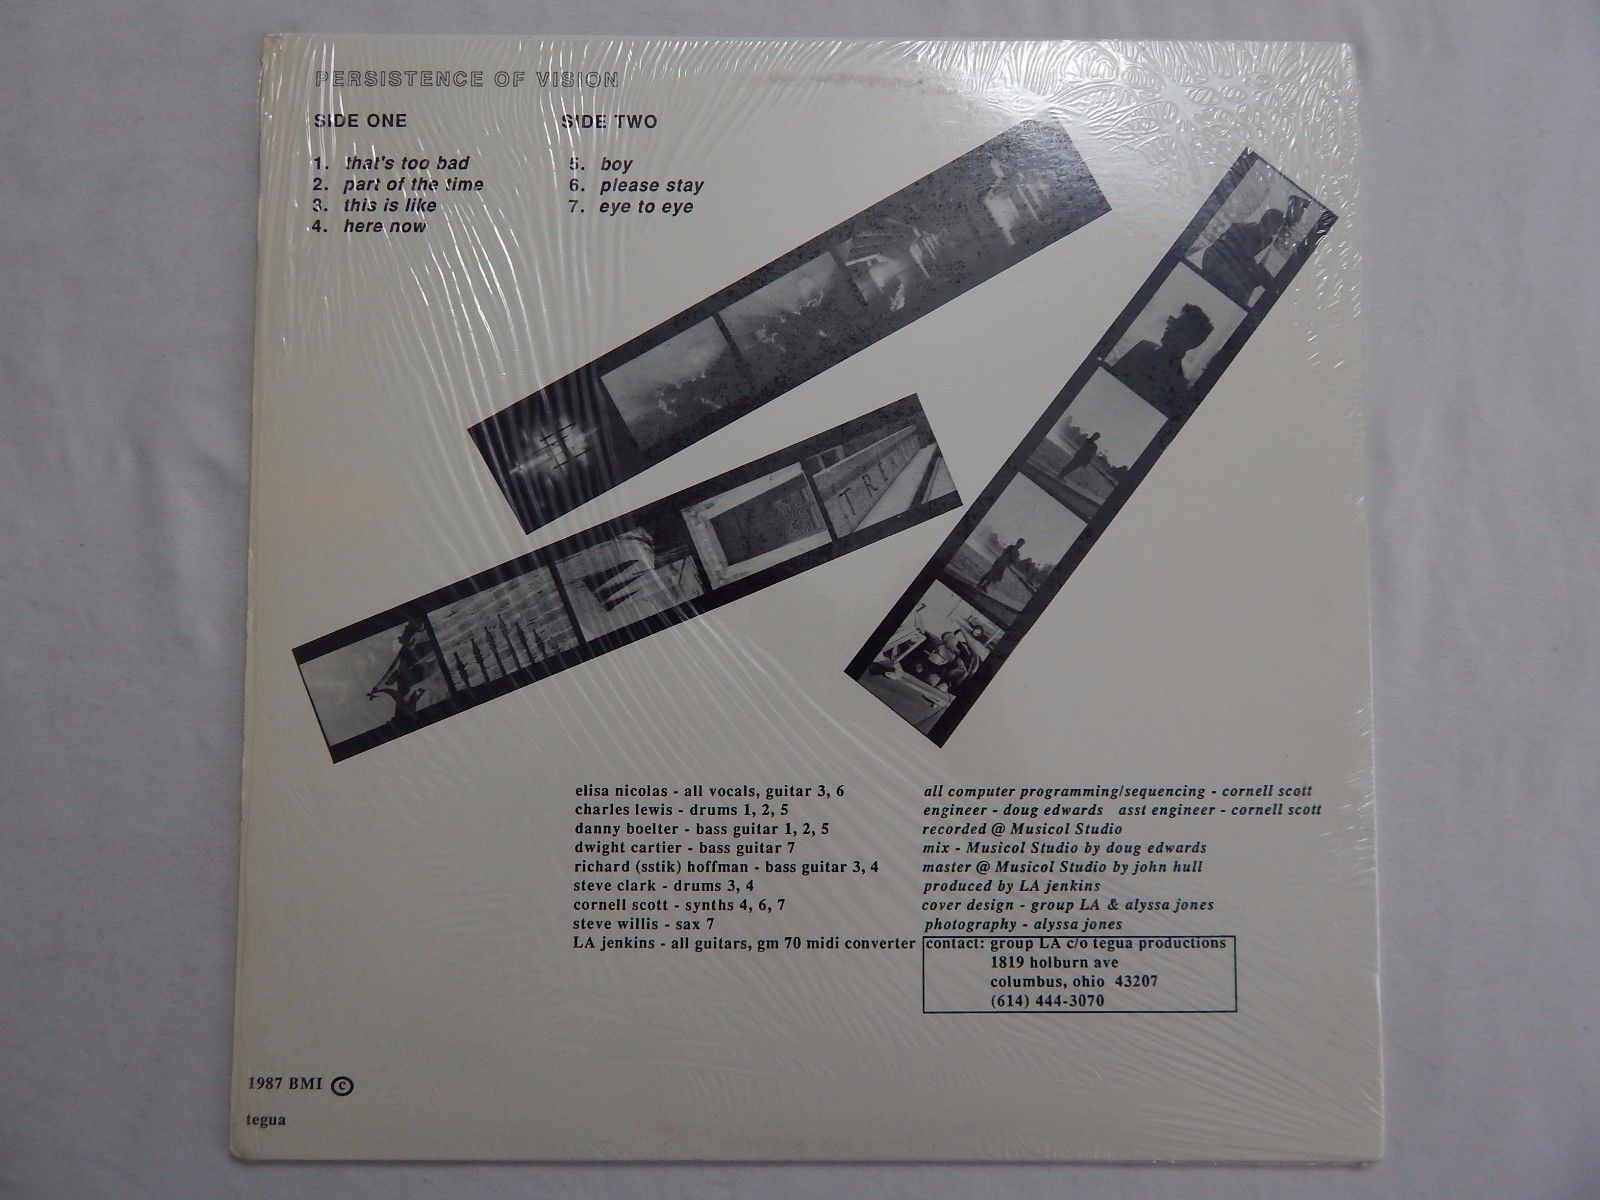 PERSISTENCE OF VISION
SIDE ONE
1. that's too bad
2. part of the time
3. this is like
4. here now
SIDE TWO
5. boy
6. please stay
7. eye to eye
elisa nicolas - all vocals, guitar 3, 6
charles lewis - drums 1, 2, 5
danny boelter - bass guitar 1, 2, 5
dwight cartier - bass guitar 7
richard (sstik) hoffman - bass guitar 3, 4
steve clark - drums 3, 4
cornell scott - synths 4, 6, 7
steve willis - sax 7
LA jenkins - all guitars, gm 70 midi converter
all computer programming/sequencing - cornell scott
engineer - doug edwards asst engineer - cornell scott
recorded @ Musicol Studio
mix - Musicol Studio by doug edwards
master @ Musicol Studio by john hull
produced by LA jenkins
cover design - group LA & alyssa jones
photography - alyssa jones
contact: group LA c/o tegua productions
1819 holburn ave
columbus, ohio 43207
(614) 444-3070
1987 BMI ©
tegua